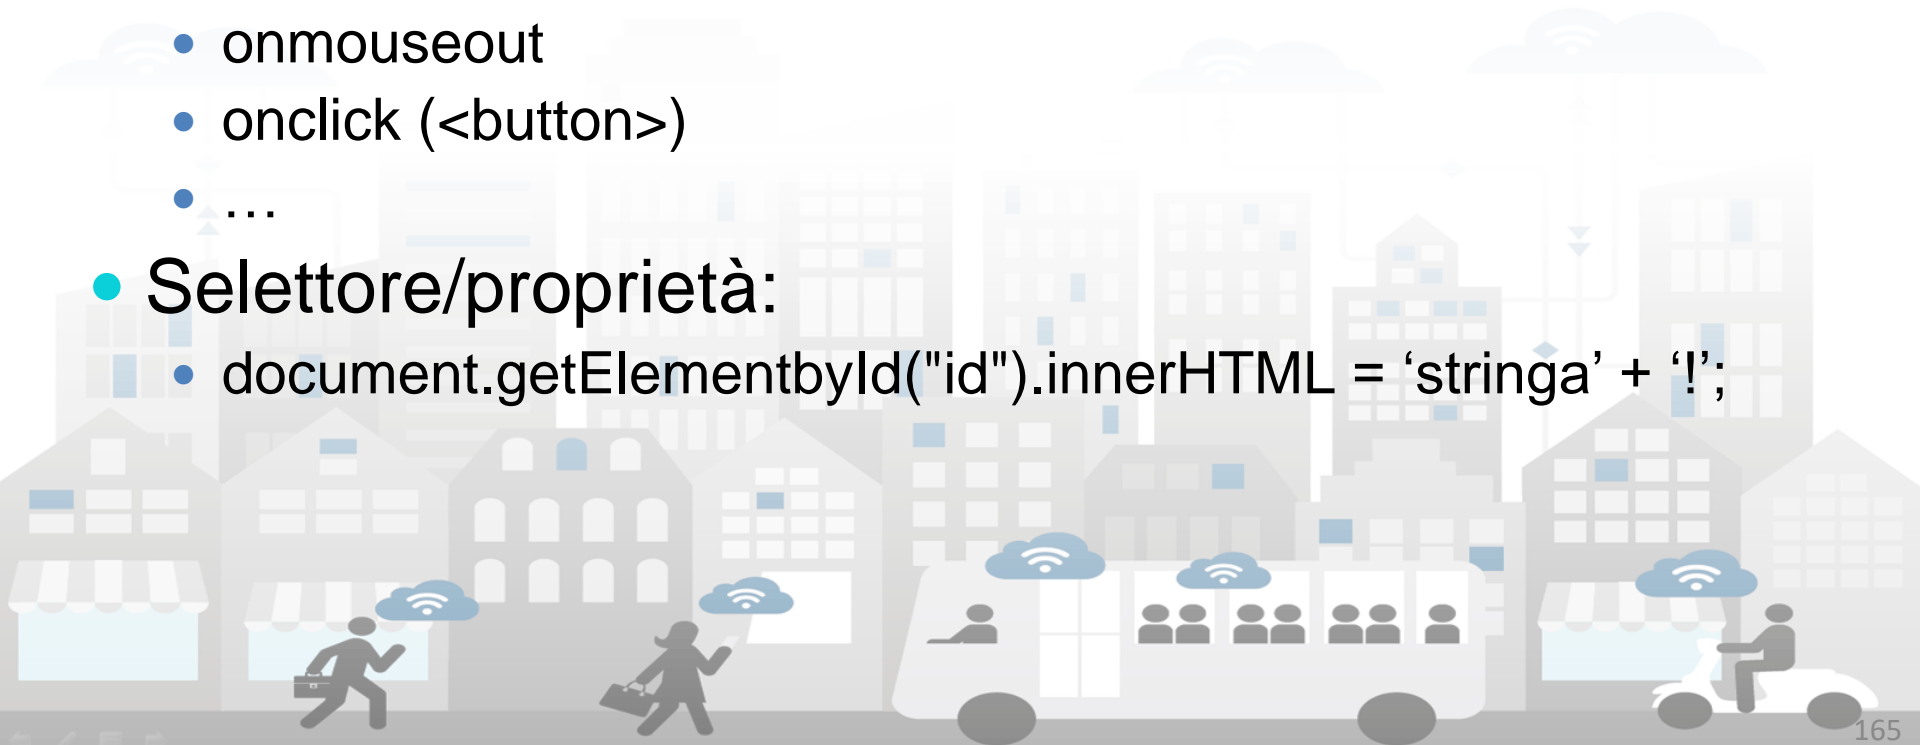 • onmouseout
• onclick (<button>)
• …
• Selettore/proprietà:
• document.getElementbyId("id").innerHTML = ‘stringa’ + ‘!’;
165